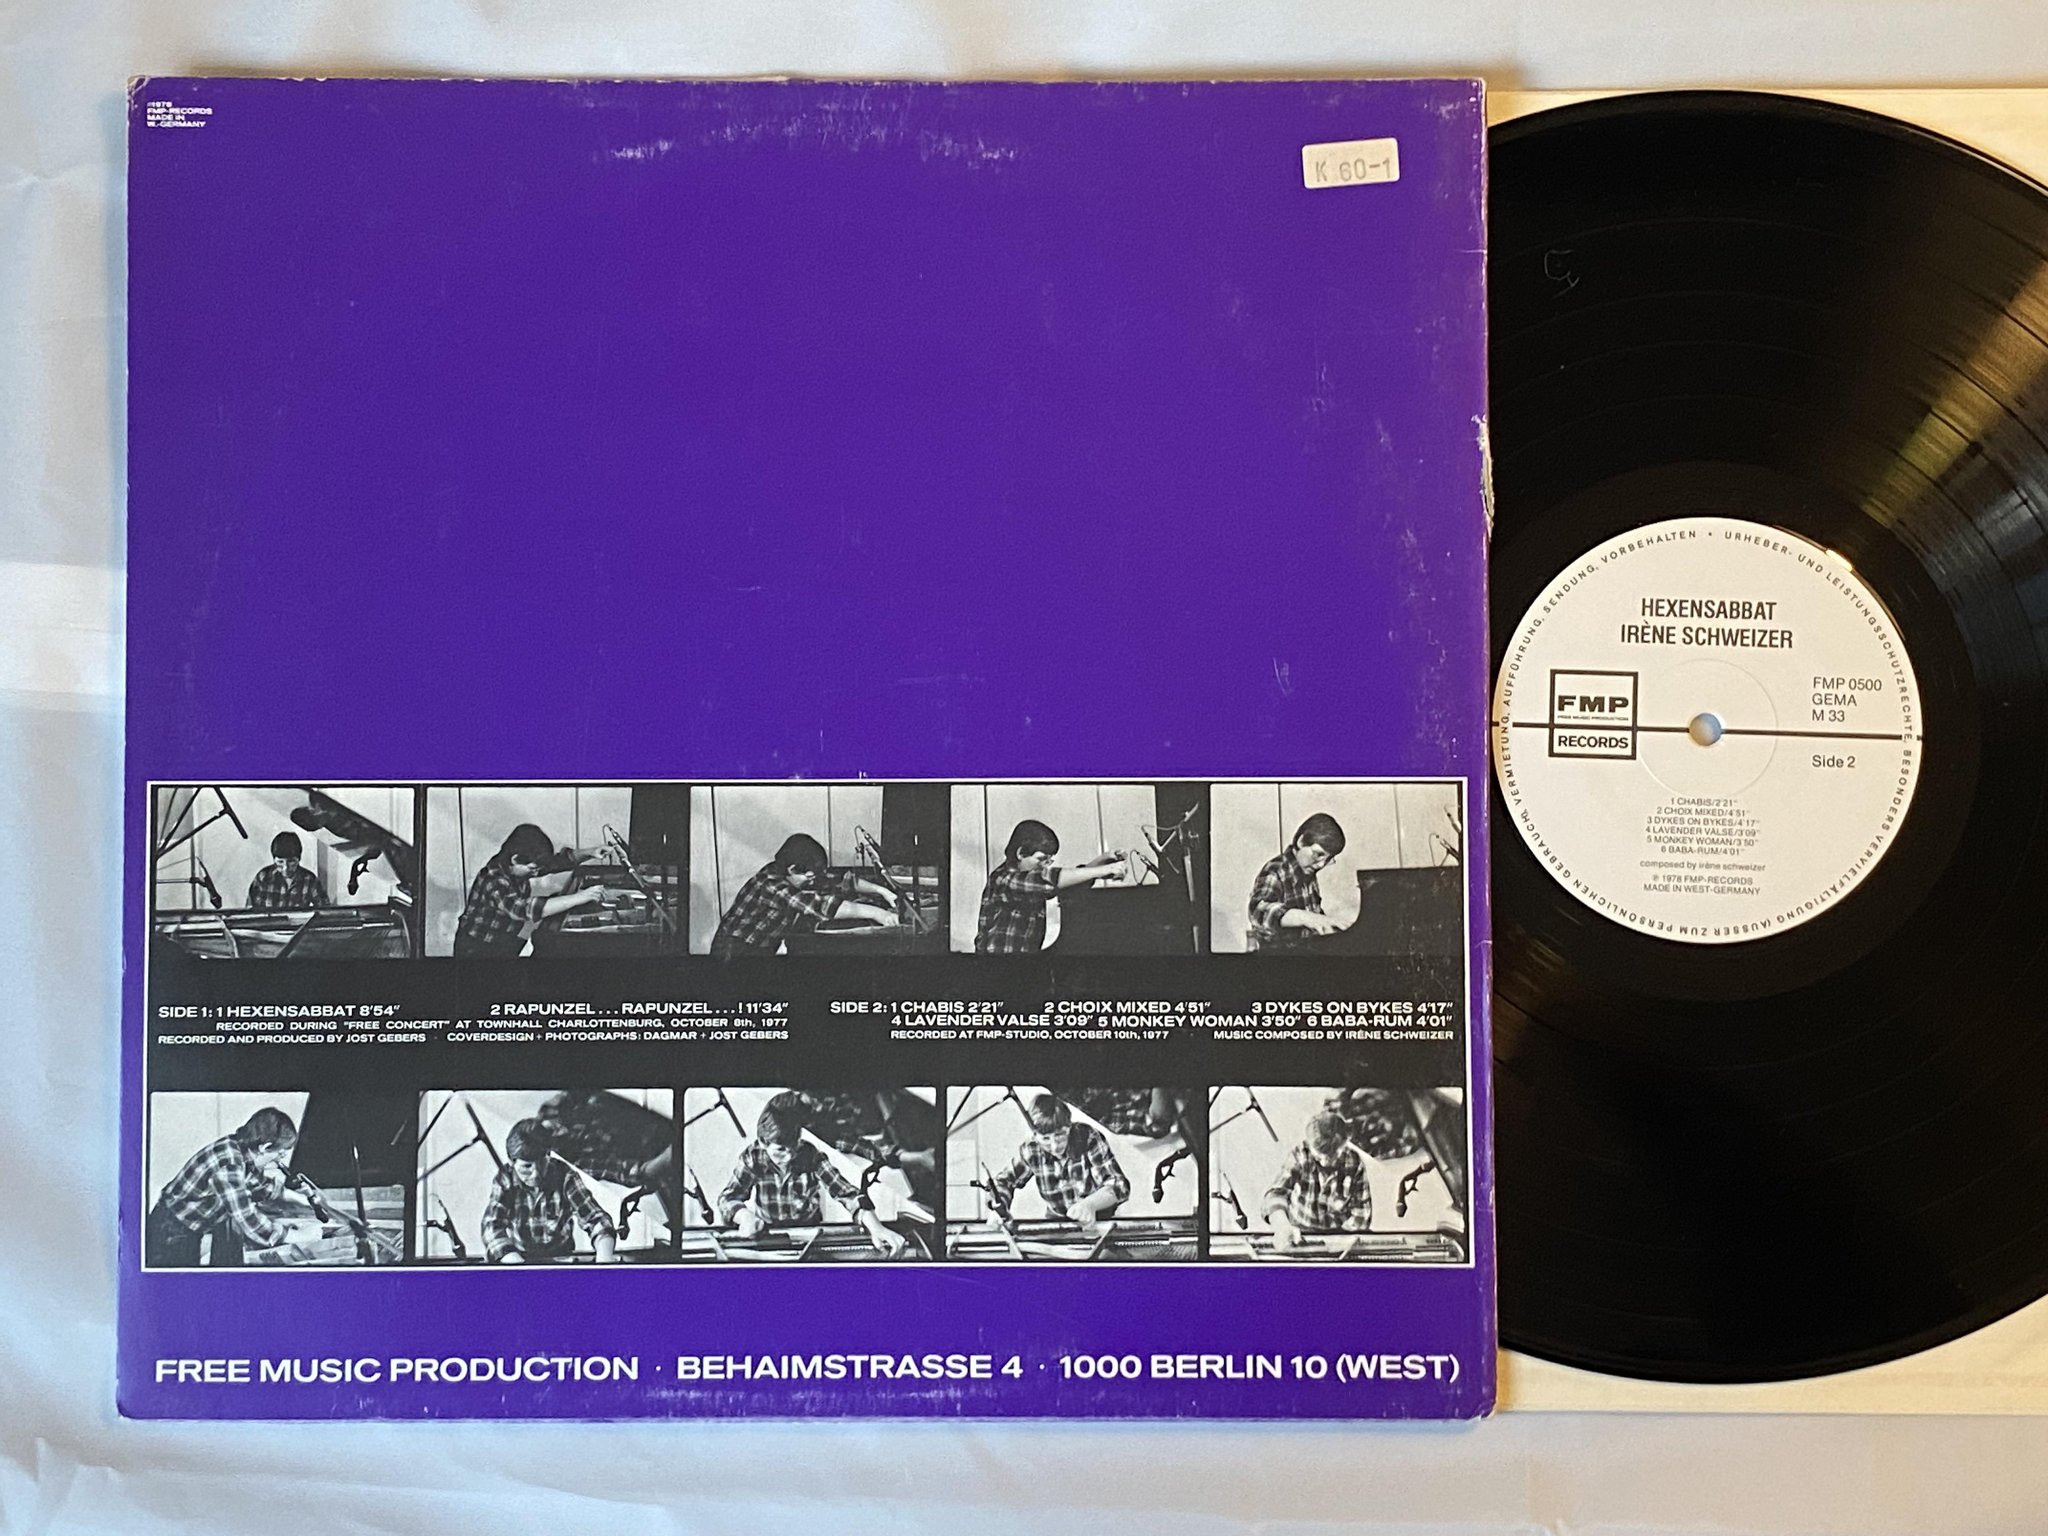 ℗1978
FMP-RECORDS
MADE IN
W.-GERMANY
K 60-1
SIDE 1: 1 HEXENSABBAT 8'54" 2 RAPUNZEL... RAPUNZEL...! 11'34"
RECORDED DURING "FREE CONCERT" AT TOWNHALL CHARLOTTENBURG, OCTOBER 8th, 1977
RECORDED AND PRODUCED BY JOST GEBERS · COVERDESIGN + PHOTOGRAPHS: DAGMAR + JOST GEBERS
SIDE 2: 1 CHABIS 2'21" 2 CHOIX MIXED 4'51" 3 DYKES ON BYKES 4'17"
4 LAVENDER VALSE 3'09" 5 MONKEY WOMAN 3'50" 6 BABA-RUM 4'01"
RECORDED AT FMP-STUDIO, OCTOBER 10th, 1977 · MUSIC COMPOSED BY IRÈNE SCHWEIZER
FREE MUSIC PRODUCTION · BEHAIMSTRASSE 4 · 1000 BERLIN 10 (WEST)
URHEBER- UND LEISTUNGSSCHUTZRECHTE, BESONDERS VERVIELFÄLTIGUNG (AUSSER ZUM PERSÖNLICHEN GEBRAUCH), VERMIETUNG, AUFFÜHRUNG, SENDUNG, VORBEHALTEN •
HEXENSABBAT
IRÈNE SCHWEIZER
FMP
FREE MUSIC PRODUCTION
RECORDS
FMP 0500
GEMA
M 33
Side 2
1 CHABIS/2'21"
2 CHOIX MIXED/4'51"
3 DYKES ON BYKES/4'17"
4 LAVENDER VALSE/3'09"
5 MONKEY WOMAN/3'50"
6 BABA-RUM/4'01"
composed by irène schweizer
℗ 1978 FMP-RECORDS
MADE IN WEST-GERMANY